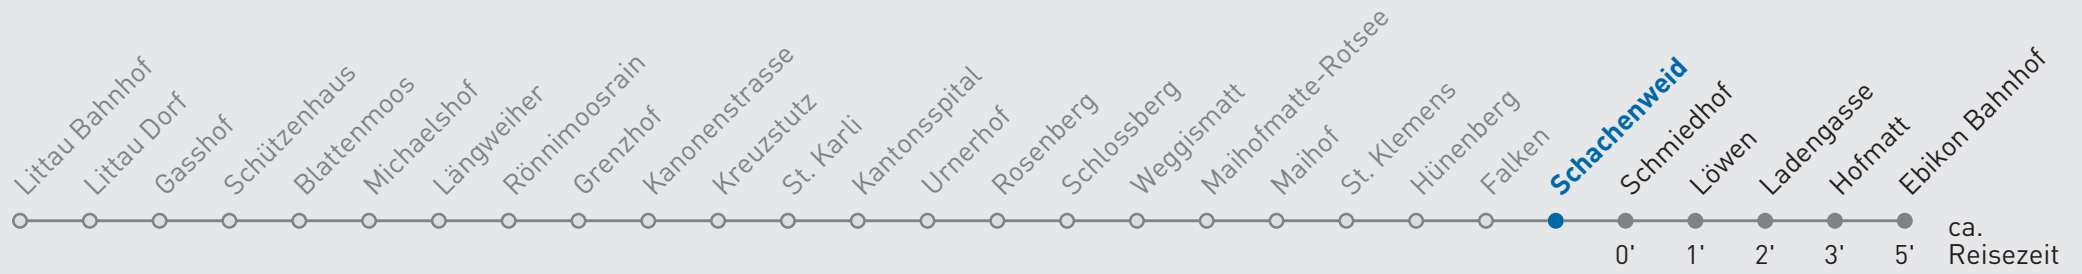 Littau Bahnhof
Littau Dorf
Gasshof
Schützenhaus
Blattenmoos
Michaelshof
Längweiher
Rönnimoosrain
Grenzhof
Kanonenstrasse
Kreuzstutz
St. Karli
Kantonsspital
Urnerhof
Rosenberg
Schlossberg
Weggismatt
Maihofmatte-Rotsee
Maihof
St. Klemens
Hünenberg
Falken
Schachenweid
Schmiedhof
Löwen
Ladengasse
Hofmatt
Ebikon Bahnhof
ca.
0' 1' 2' 3' 5' Reisezeit